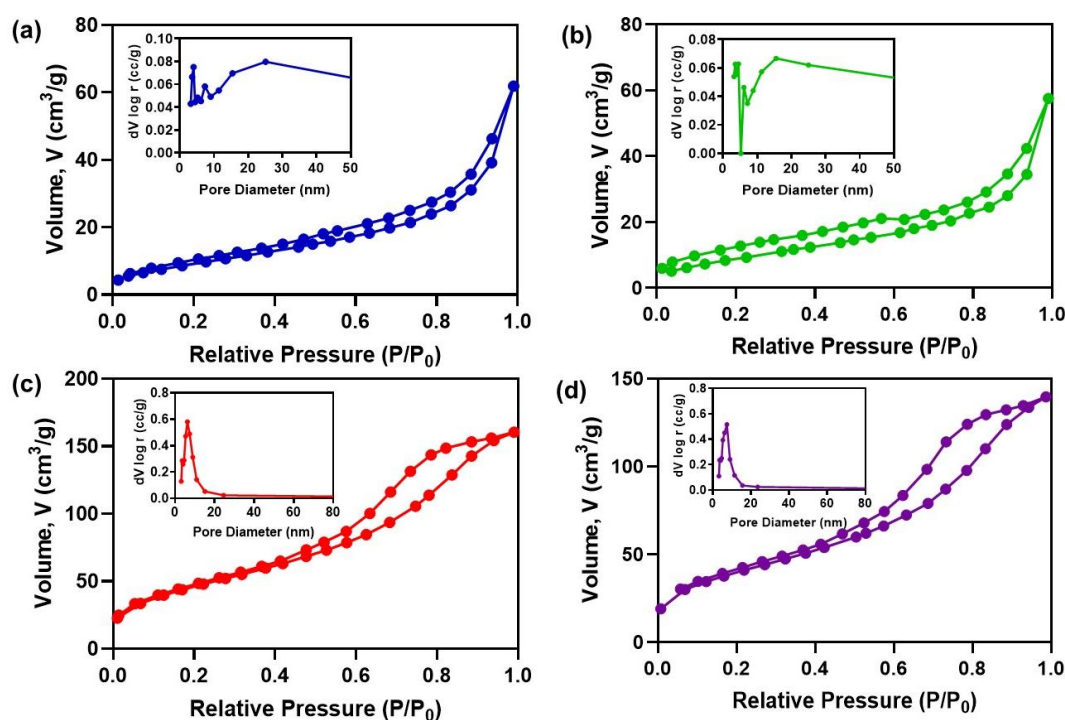 (a)
80
60
40
20
0
Volume, V (cm³/g)
0.0 0.2 0.4 0.6 0.8 1.0
Relative Pressure (P/P₀)
0.10
0.08
0.06
0.04
0.02
0.00
dV log r (cc/g)
0 10 20 30 40 50
Pore Diameter (nm)
(b)
80
60
40
20
0
Volume, V (cm³/g)
0.0 0.2 0.4 0.6 0.8 1.0
Relative Pressure (P/P₀)
0.08
0.06
0.04
0.02
0.00
dV log r (cc/g)
0 10 20 30 40 50
Pore Diameter (nm)
(c)
200
150
100
50
0
Volume, V (cm³/g)
0.0 0.2 0.4 0.6 0.8 1.0
Relative Pressure (P/P₀)
0.8
0.6
0.4
0.2
0.0
dV log r (cc/g)
0 20 40 60 80
Pore Diameter (nm)
(d)
150
100
50
0
Volume, V (cm³/g)
0.0 0.2 0.4 0.6 0.8 1.0
Relative Pressure (P/P₀)
0.8
0.6
0.4
0.2
0.0
dV log r (cc/g)
0 20 40 60 80
Pore Diameter (nm)